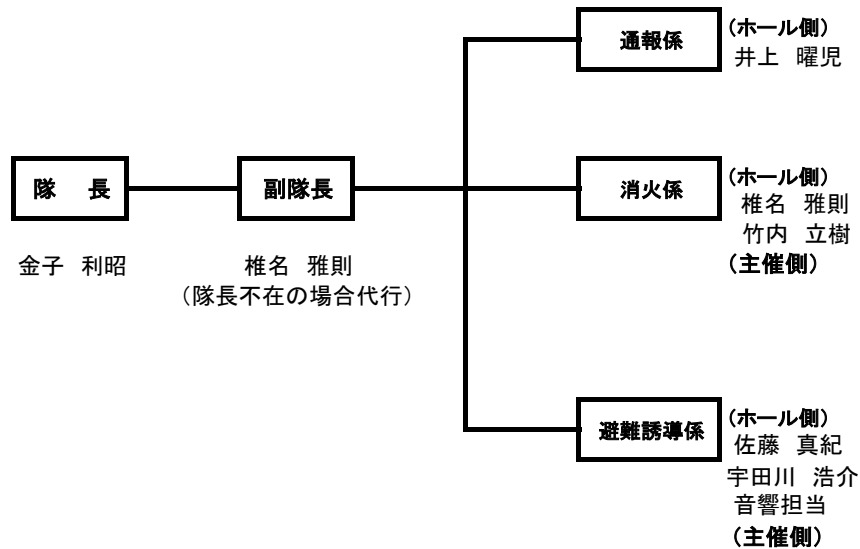 通報係
(ホール側)
井上　曜児
隊　長
金子　利昭
副隊長
椎名　雅則
（隊長不在の場合代行）
消火係
(ホール側)
椎名　雅則
竹内　立樹
(主催側)
避難誘導係
(ホール側)
佐藤　真紀
宇田川　浩介
音響担当
(主催側)